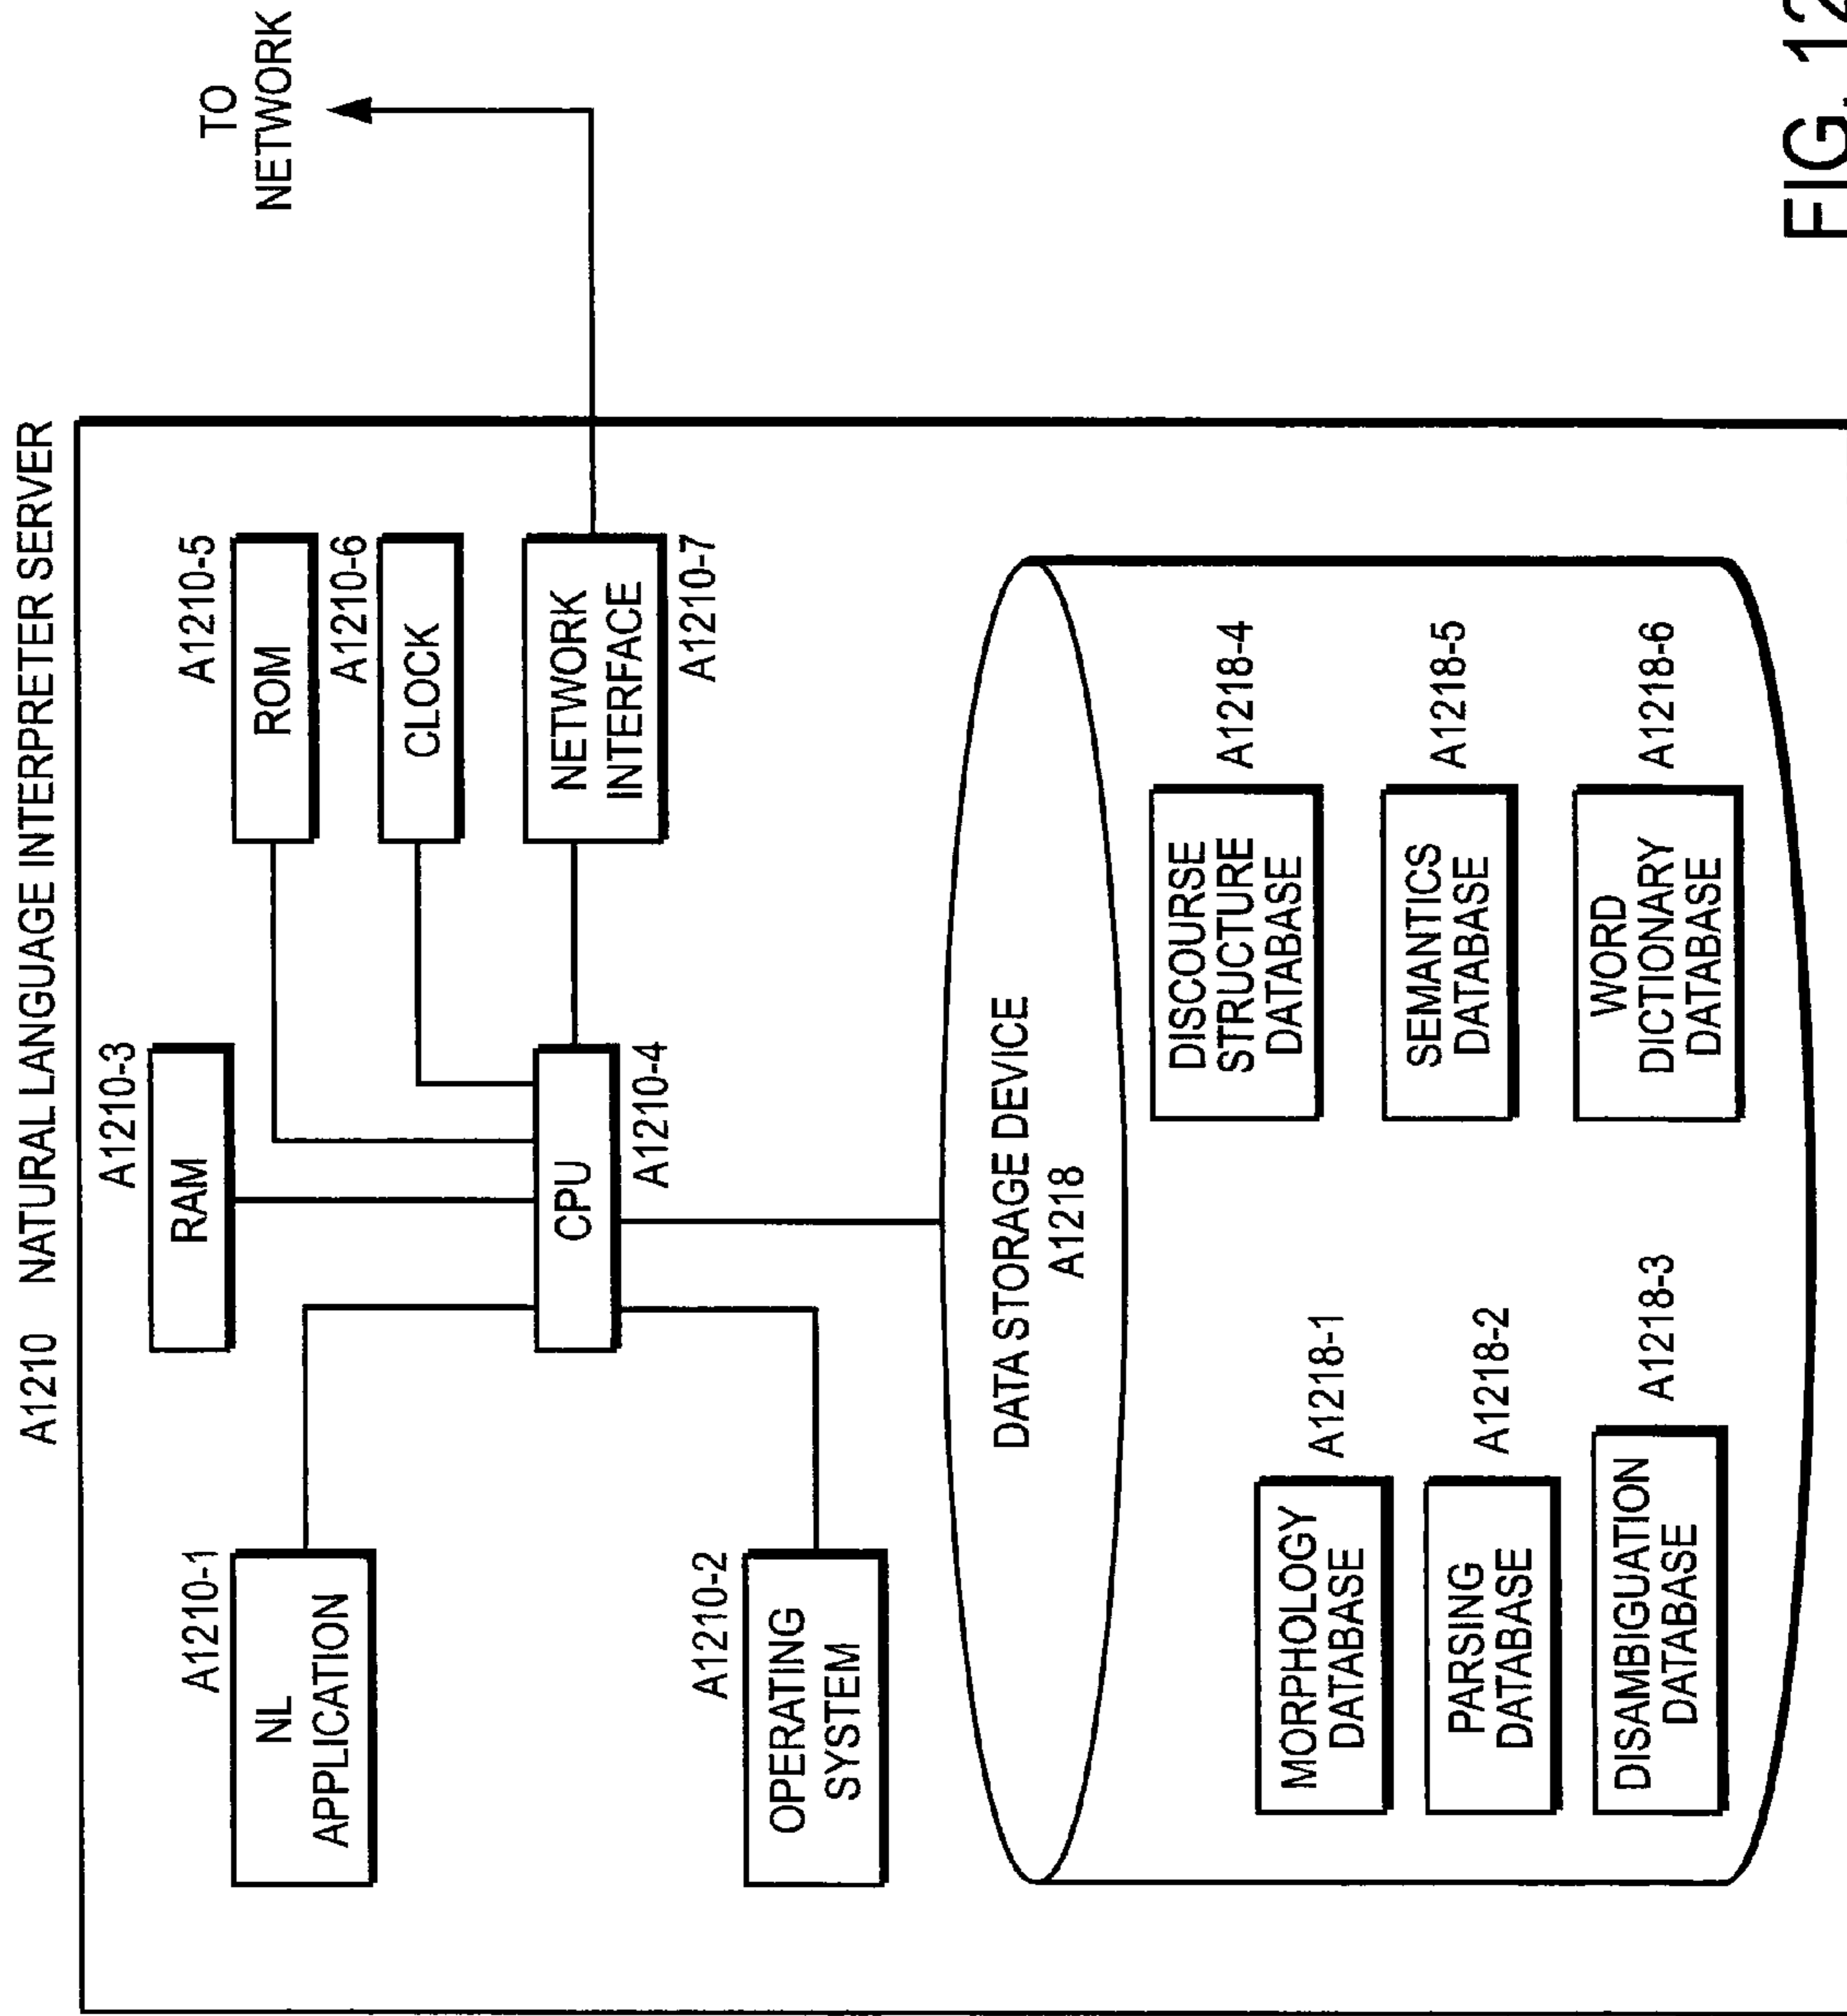 A1210 NATURAL LANGUAGE INTERPRETER SERVER
TO
NETWORK
A1210-1
NL
APPLICATION
A1210-3
RAM
A1210-5
ROM
A1210-6
CLOCK
NETWORK
INTERFACE
A1210-7
CPU
A1210-4
A1210-2
OPERATING
SYSTEM
DATA STORAGE DEVICE
A1218
MORPHOLOGY
DATABASE
A1218-1
PARSING
DATABASE
A1218-2
DISAMBIGUATION
DATABASE
A1218-3
DISCOURSE
STRUCTURE
DATABASE
A1218-4
SEMANTICS
DATABASE
A1218-5
WORD
DICTIONARY
DATABASE
A1218-6
FIG. 12